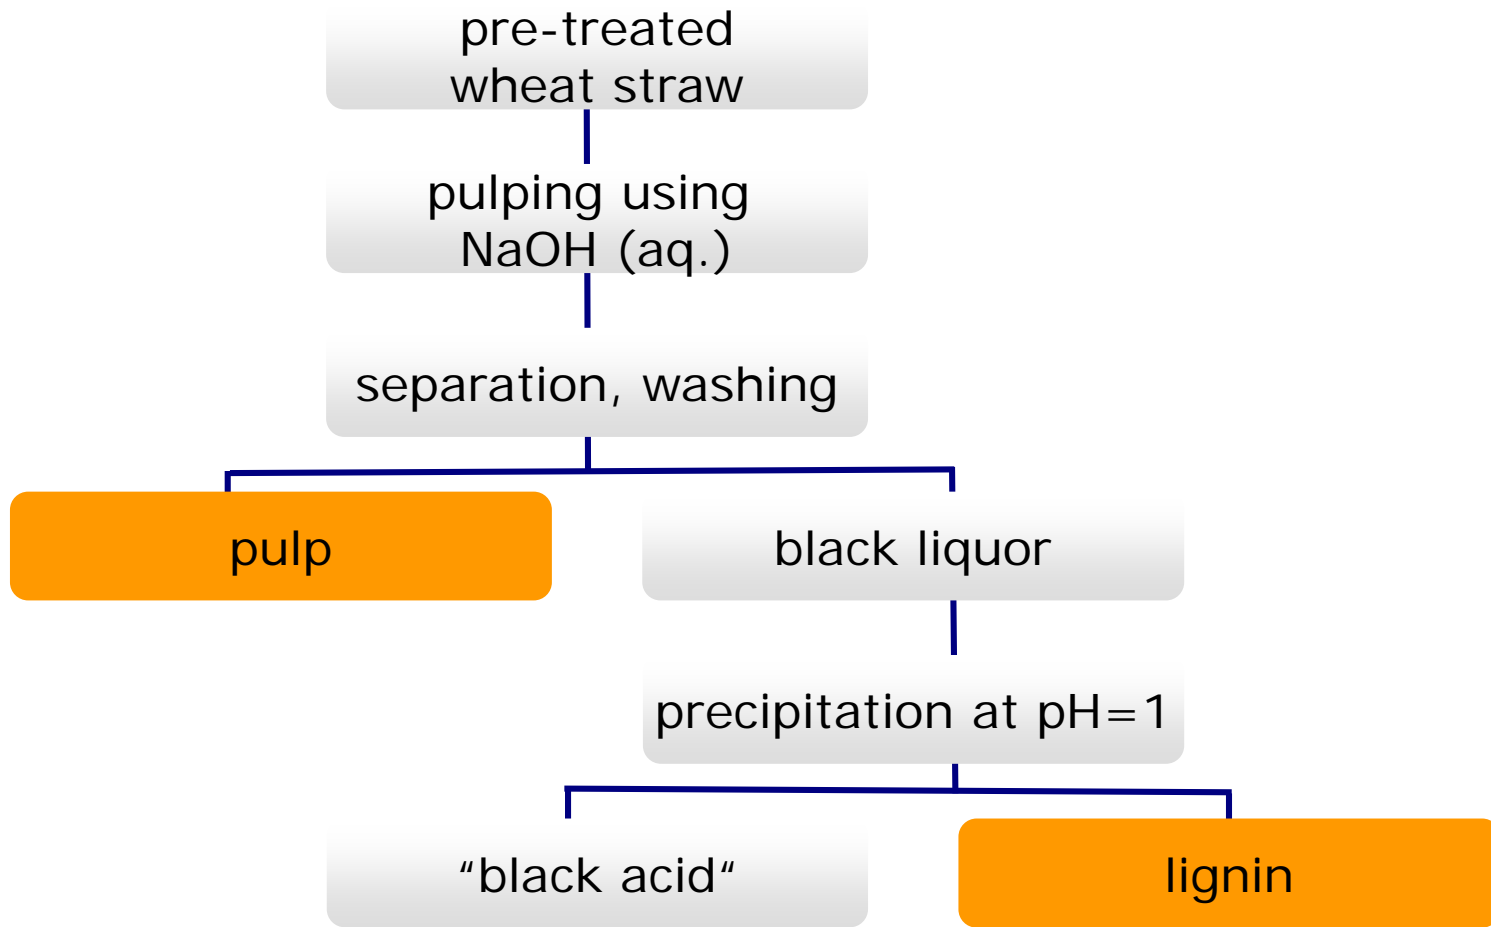 pre-treated
wheat straw
pulping using
NaOH (aq.)
separation, washing
pulp
black liquor
precipitation at pH=1
“black acid“
lignin